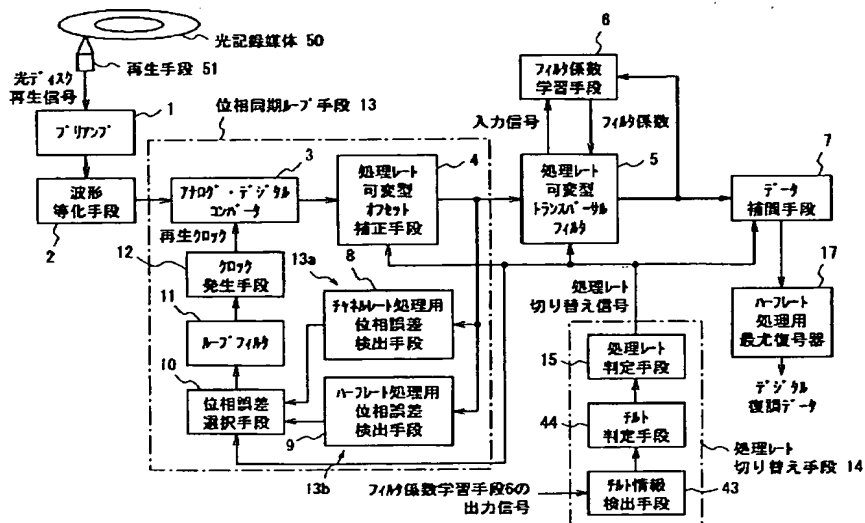 光記録媒体 50
再生手段 51
光ディスク
再生信号
1
プリアンプ
波形
等化手段
2
位相同期ループ手段 13
3
アナログ・デジタル
コンバータ
再生クロック
4
処理レート
可変型
オフセット
補正手段
12
クロック
発生手段
11
ループフィルタ
10
位相誤差
選択手段
13a
8
チャネルレート処理用
位相誤差
検出手段
ハーフレート処理用
位相誤差
検出手段
9
13b
6
フィルタ係数
学習手段
入力信号
フィルタ係数
5
処理レート
可変型
トランスバーサル
フィルタ
7
データ
補間手段
17
ハーフレート
処理用
最尤復号器
デジタル
復調データ
処理レート
切り替え信号
15
処理レート
判定手段
44
チルト
判定手段
処理レート
切り替え手段 14
チルト情報
検出手段
43
フィルタ係数学習手段6の
出力信号